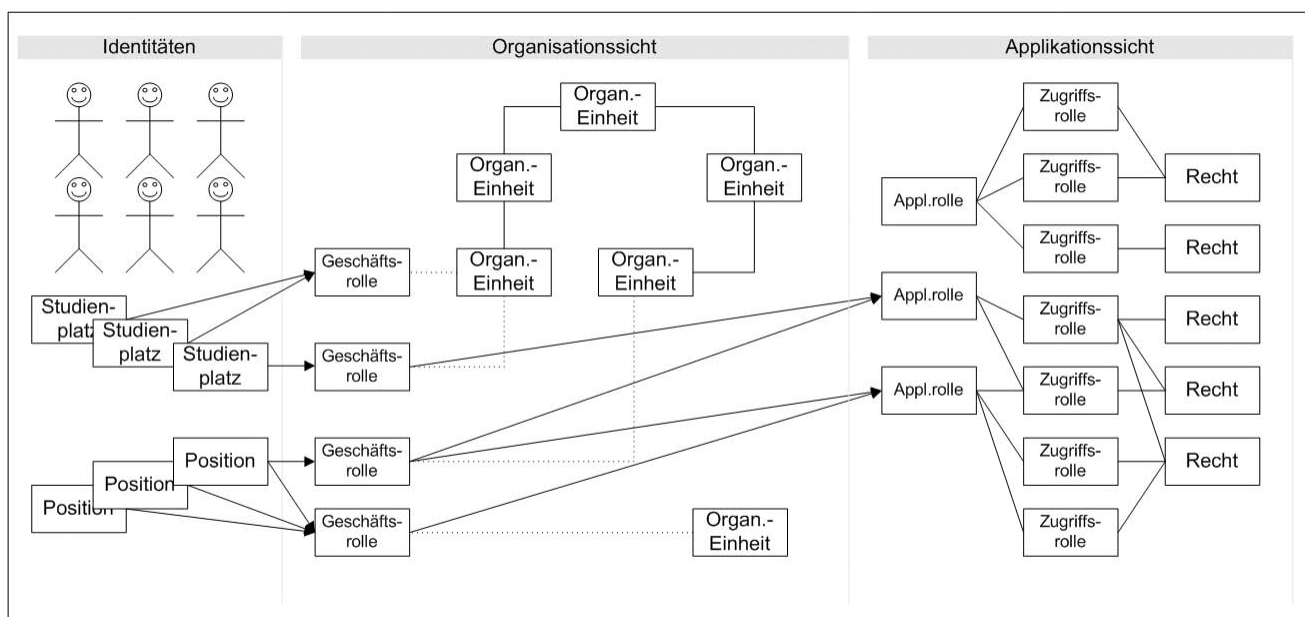 Identitäten
Organisationssicht
Applikationssicht
Studien-
platz
Studien-
platz
Studien-
platz
Position
Position
Position
Geschäfts-
rolle
Geschäfts-
rolle
Geschäfts-
rolle
Geschäfts-
rolle
Organ.-
Einheit
Organ.-
Einheit
Organ.-
Einheit
Organ.-
Einheit
Organ.-
Einheit
Organ.-
Einheit
Appl.rolle
Appl.rolle
Appl.rolle
Zugriffs-
rolle
Zugriffs-
rolle
Zugriffs-
rolle
Zugriffs-
rolle
Zugriffs-
rolle
Zugriffs-
rolle
Zugriffs-
rolle
Recht
Recht
Recht
Recht
Recht